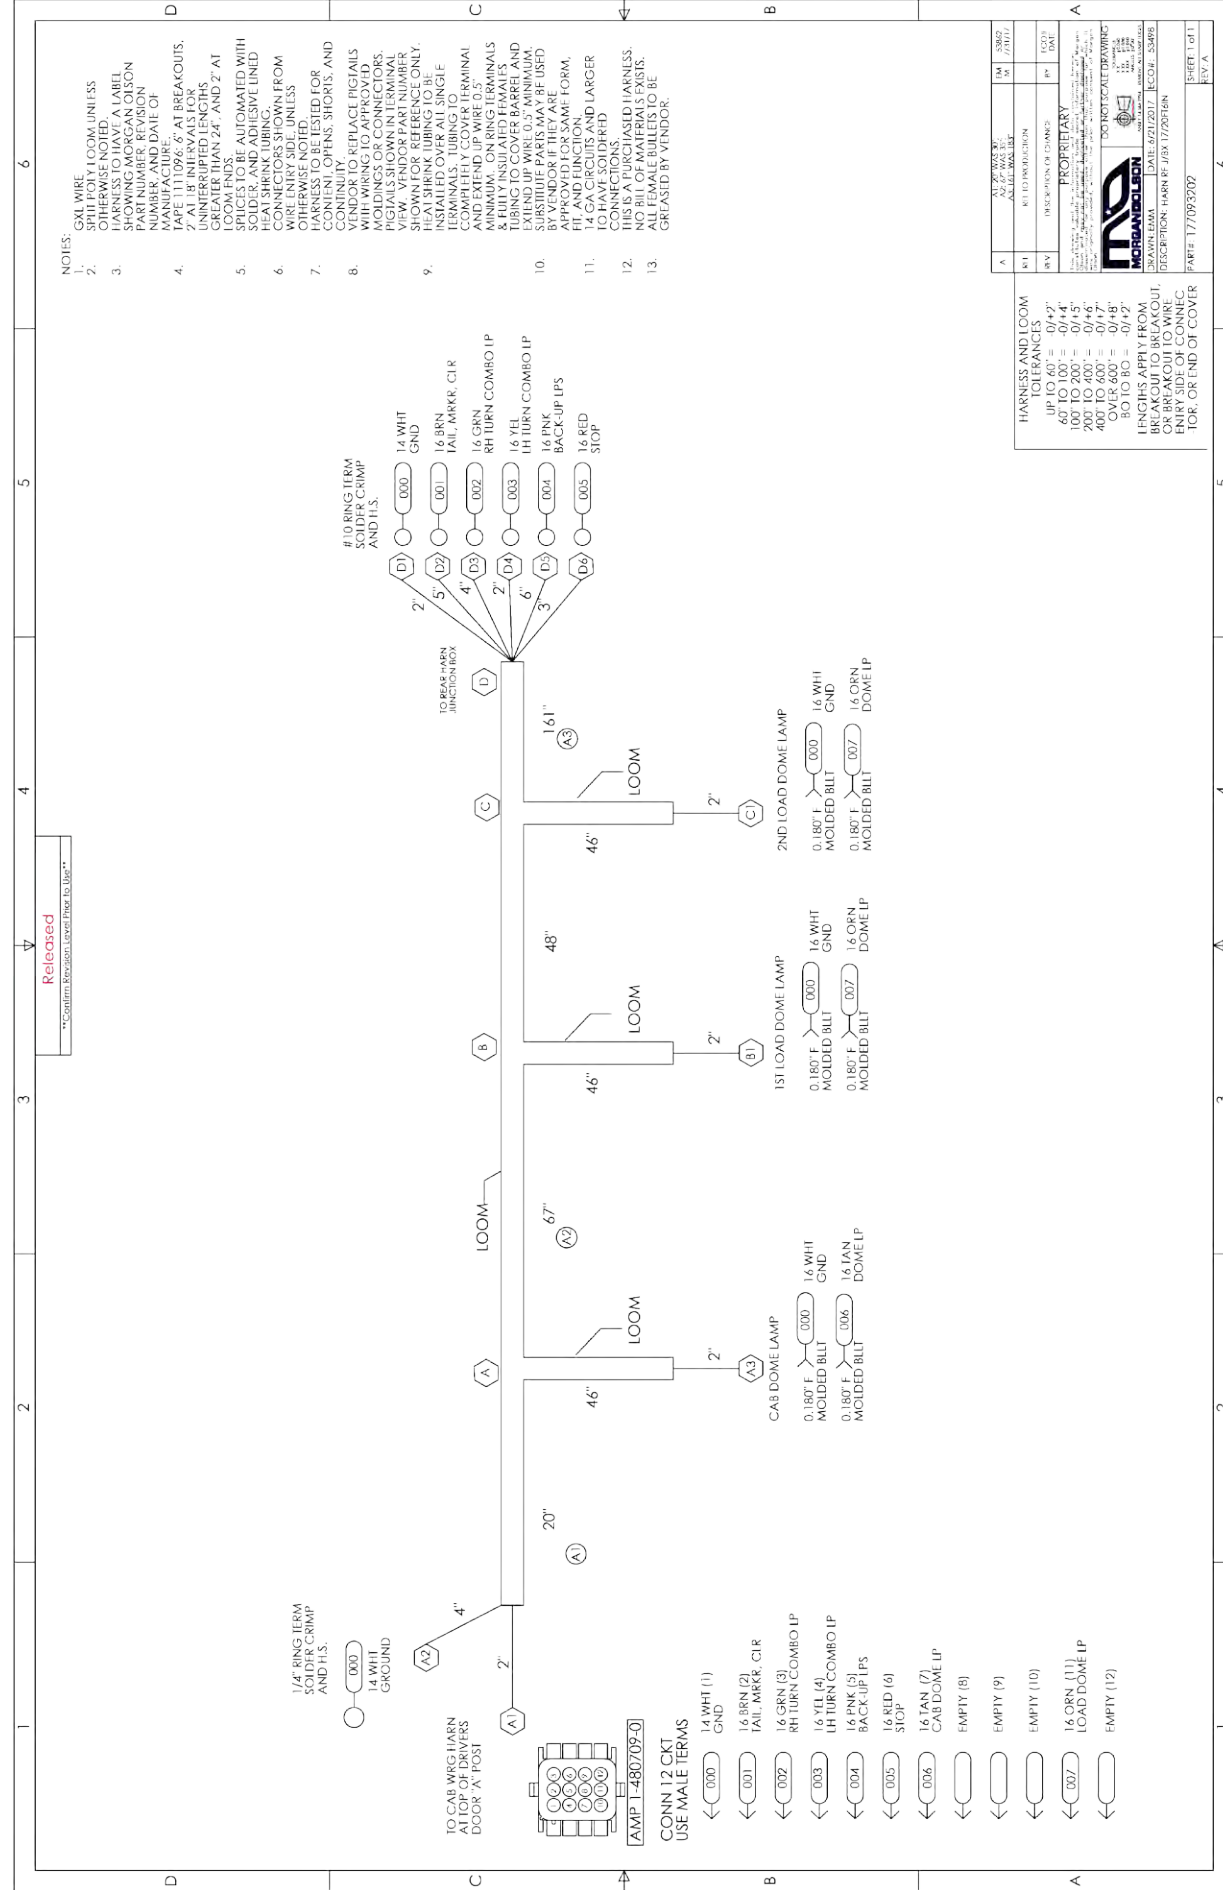 Released
**Confirm Revision Level Prior to Use**
NOTES:
1. GXL WIRE
2. SPLIT POLY LOOM UNLESS
OTHERWISE NOTED.
3. HARNESS TO HAVE A LABEL
SHOWING MORGAN OLSON
PART NUMBER, REVISION
NUMBER, AND DATE OF
MANUFACTURE.
4. TAPE 1111096: 6" AT BREAKOUTS,
2" AT 18" INTERVALS FOR
UNINTERRUPTED LENGTHS
GREATER THAN 24", AND 2" AT
LOOM ENDS.
5. SPLICES TO BE AUTOMATED WITH
SOLDER, AND ADHESIVE LINED
HEAT SHRINK TUBING.
6. CONNECTORS SHOWN FROM
WIRE ENTRY SIDE, UNLESS
OTHERWISE NOTED.
7. HARNESS TO BE TESTED FOR
CONTENT, OPENS, SHORTS, AND
CONTINUITY.
8. VENDOR TO REPLACE PIGTAILS
WITH WIRING TO APPROVED
MOLDINGS OR CONNECTORS.
PIGTAILS SHOWN IN TERMINAL
VIEW. VENDOR PART NUMBER
SHOWN FOR REFERENCE ONLY.
9. HEAT SHRINK TUBING TO BE
INSTALLED OVER ALL SINGLE
TERMINALS. TUBING TO
COMPLETELY COVER TERMINAL
AND EXTEND UP WIRE 0.5"
MINIMUM. ON RING TERMINALS
& FULLY INSULATED FEMALES
TUBING TO COVER BARREL AND
EXTEND UP WIRE 0.5" MINIMUM.
10. SUBSTITUTE PARTS MAY BE USED
BY VENDOR IF THEY ARE
APPROVED FOR SAME FORM,
FIT, AND FUNCTION.
11. 14 GA CIRCUITS AND LARGER
TO HAVE SOLDERED
CONNECTIONS.
12. THIS IS A PURCHASED HARNESS.
NO BILL OF MATERIALS EXISTS.
13. ALL FEMALE BULLETS TO BE
GREASED BY VENDOR.
1/4" RING TERM
SOLDER CRIMP
AND H.S.
000
14 WHT
GROUND
A2
4"
TO CAB WRG HARN
AT TOP OF DRIVERS
DOOR "A" POST
A1
2"
AMP 1-480709-0
CONN 12 CKT
USE MALE TERMS
000 14 WHT (1)
GND
001 16 BRN (2)
TAIL, MRKR, CLR
002 16 GRN (3)
RH TURN COMBO LP
003 16 YEL (4)
LH TURN COMBO LP
004 16 PNK (5)
BACK-UP LPS
005 16 RED (6)
STOP
006 16 TAN (7)
CAB DOME LP
EMPTY (8)
EMPTY (9)
EMPTY (10)
007 16 ORN (11)
LOAD DOME LP
EMPTY (12)
20"
A1
A
46"
LOOM
2"
A3
CAB DOME LAMP
0.180" F 000 16 WHT
MOLDED BLLT GND
0.180" F 006 16 TAN
MOLDED BLLT DOME LP
LOOM
67"
A2
B
46"
LOOM
2"
B1
1ST LOAD DOME LAMP
0.180" F 000 16 WHT
MOLDED BLLT GND
0.180" F 007 16 ORN
MOLDED BLLT DOME LP
48"
C
46"
LOOM
2"
C1
2ND LOAD DOME LAMP
0.180" F 000 16 WHT
MOLDED BLLT GND
0.180" F 007 16 ORN
MOLDED BLLT DOME LP
161"
A3
TO REAR HARN
JUNCTION BOX
D
#10 RING TERM
SOLDER CRIMP
AND H.S.
2" D1 000 14 WHT
GND
5" D2 001 16 BRN
TAIL, MRKR, CLR
4" D3 002 16 GRN
RH TURN COMBO LP
2" D4 003 16 YEL
LH TURN COMBO LP
6" D5 004 16 PNK
BACK-UP LPS
3" D6 005 16 RED
STOP
HARNESS AND LOOM
TOLERANCES
UP TO 60" = -0/+2"
60" TO 100" = -0/+4"
100" TO 200" = -0/+5"
200" TO 400" = -0/+6"
400" TO 600" = -0/+7"
OVER 600" = -0/+8"
BO TO BO = -0/+2"
LENGTHS APPLY FROM
BREAKOUT TO BREAKOUT,
OR BREAKOUT TO WIRE
ENTRY SIDE OF CONNEC
-TOR, OR END OF COVER
REV DESCRIPTION OF CHANGE BY DATE
PROPRIETARY
MORGAN OLSON
DO NOT SCALE DRAWING
DRAWN: EMM DATE: 6/21/2017 ECO#: 53498
DESCRIPTION: HARN RF J/BX 17/20FT6IN
PART#: 177093202 SHEET: 1 of 1
REV: A
1 2 3 4 5 6
D C B A